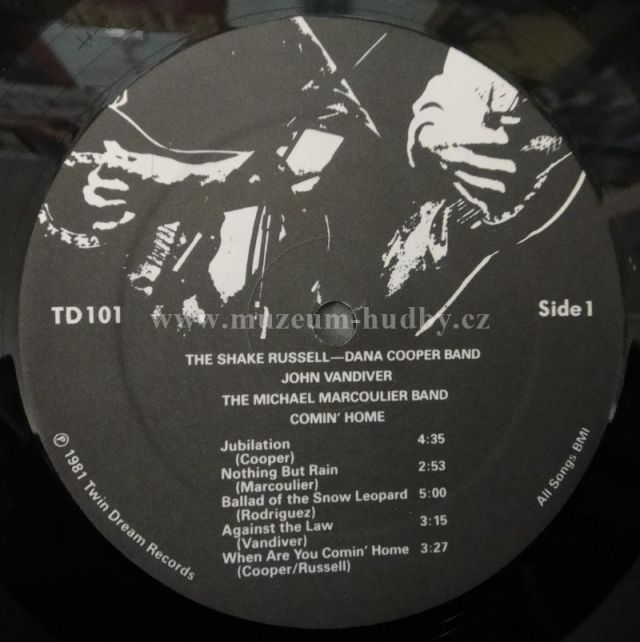 TD 101
Side 1
www.muzeum-hudby.cz
THE SHAKE RUSSELL—DANA COOPER BAND
JOHN VANDIVER
THE MICHAEL MARCOULIER BAND
COMIN' HOME
Jubilation 4:35
(Cooper)
Nothing But Rain 2:53
(Marcoulier)
Ballad of the Snow Leopard 5:00
(Rodriguez)
Against the Law 3:15
(Vandiver)
When Are You Comin' Home 3:27
(Cooper/Russell)
℗ 1981 Twin Dream Records
All Songs BMI